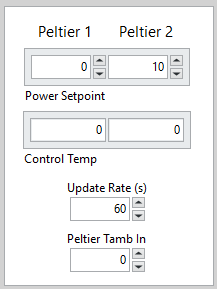 Peltier 1 Peltier 2
0 10
Power Setpoint
0 0
Control Temp
Update Rate (s)
60
Peltier Tamb In
0